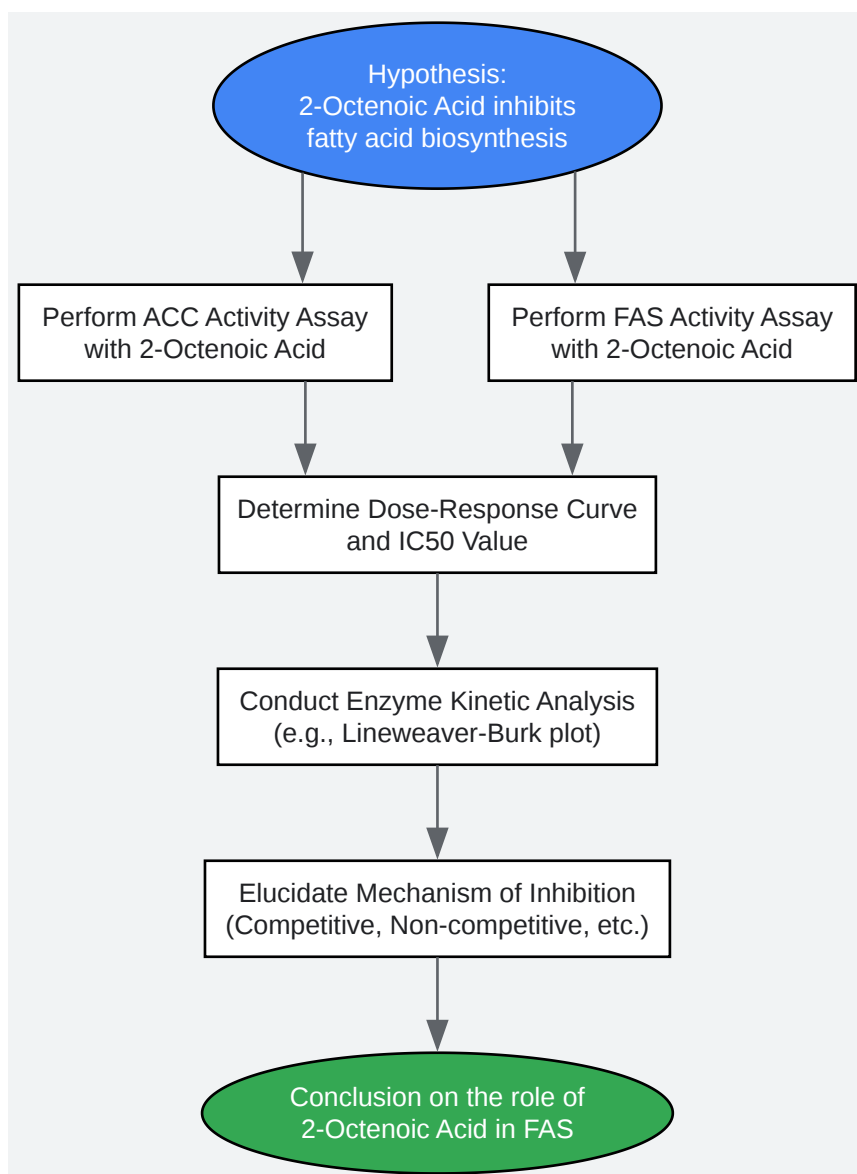 Hypothesis:
2-Octenoic Acid inhibits
fatty acid biosynthesis
Perform ACC Activity Assay
with 2-Octenoic Acid
Perform FAS Activity Assay
with 2-Octenoic Acid
Determine Dose-Response Curve
and IC50 Value
Conduct Enzyme Kinetic Analysis
(e.g., Lineweaver-Burk plot)
Elucidate Mechanism of Inhibition
(Competitive, Non-competitive, etc.)
Conclusion on the role of
2-Octenoic Acid in FAS